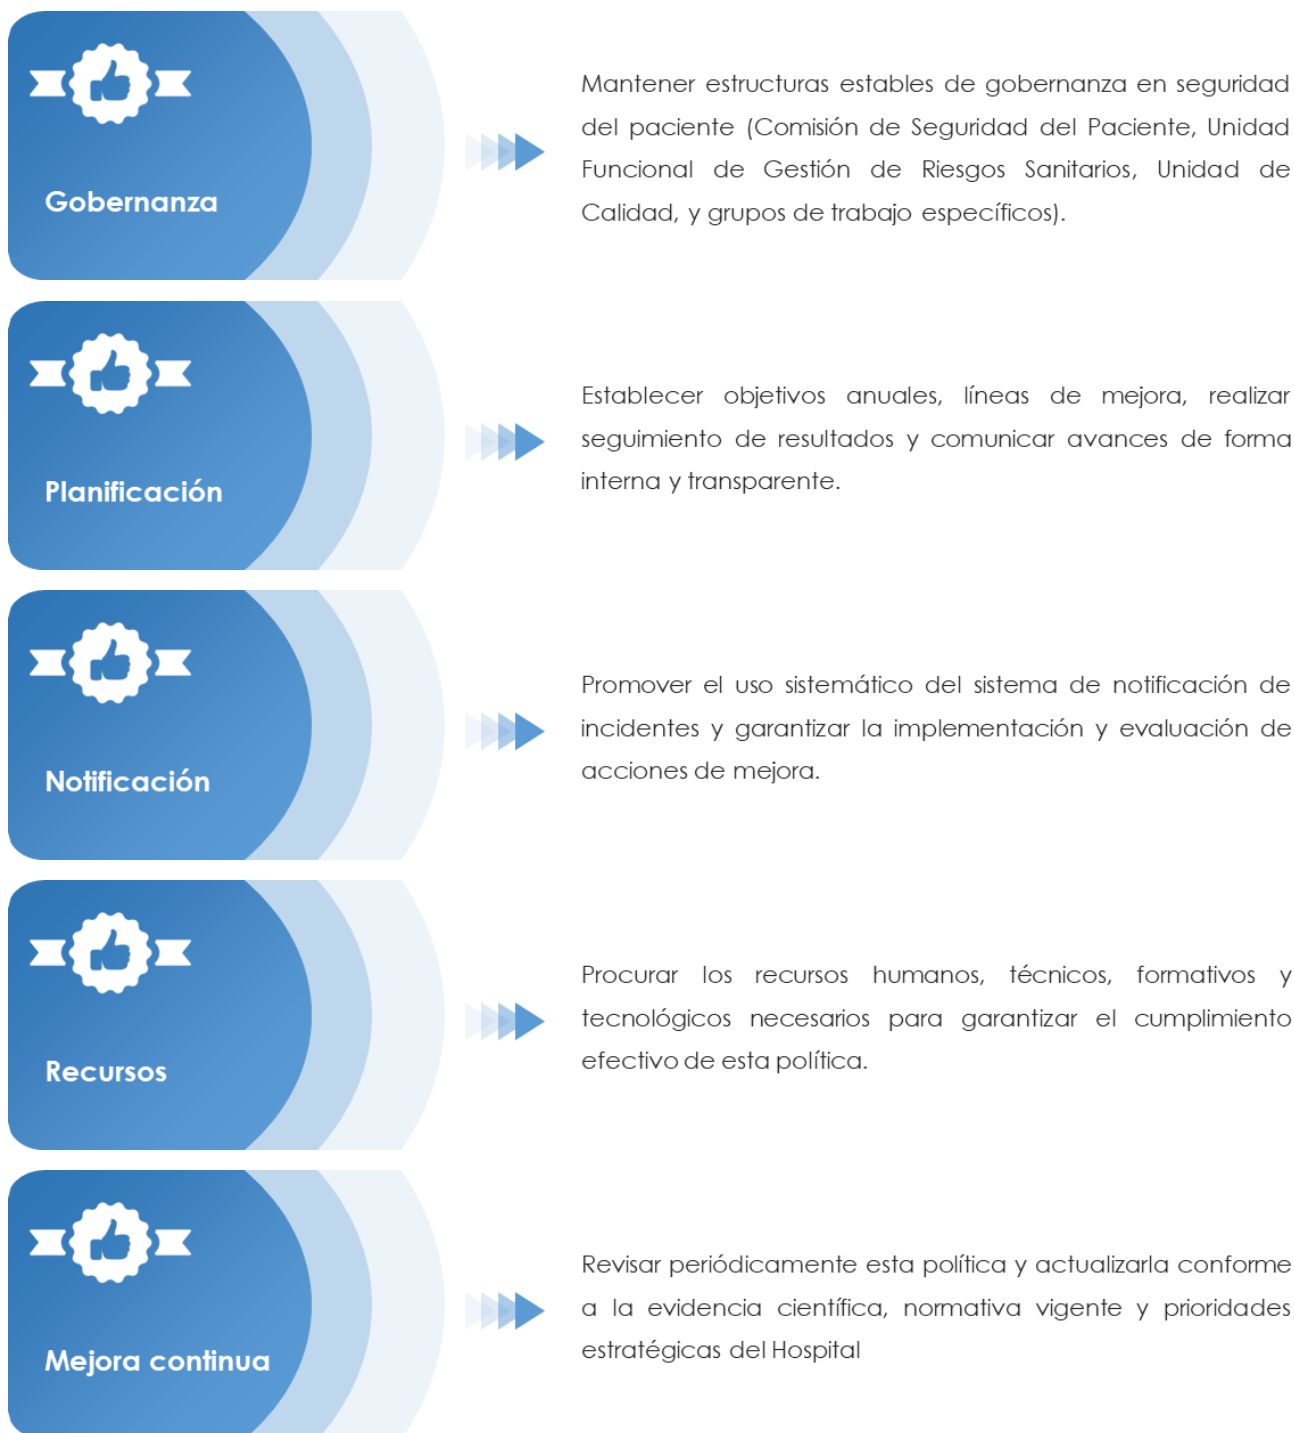 Gobernanza
Mantener estructuras estables de gobernanza en seguridad
del paciente (Comisión de Seguridad del Paciente, Unidad
Funcional de Gestión de Riesgos Sanitarios, Unidad de
Calidad, y grupos de trabajo específicos).
Planificación
Establecer objetivos anuales, líneas de mejora, realizar
seguimiento de resultados y comunicar avances de forma
interna y transparente.
Notificación
Promover el uso sistemático del sistema de notificación de
incidentes y garantizar la implementación y evaluación de
acciones de mejora.
Recursos
Procurar los recursos humanos, técnicos, formativos y
tecnológicos necesarios para garantizar el cumplimiento
efectivo de esta política.
Mejora continua
Revisar periódicamente esta política y actualizarla conforme
a la evidencia científica, normativa vigente y prioridades
estratégicas del Hospital